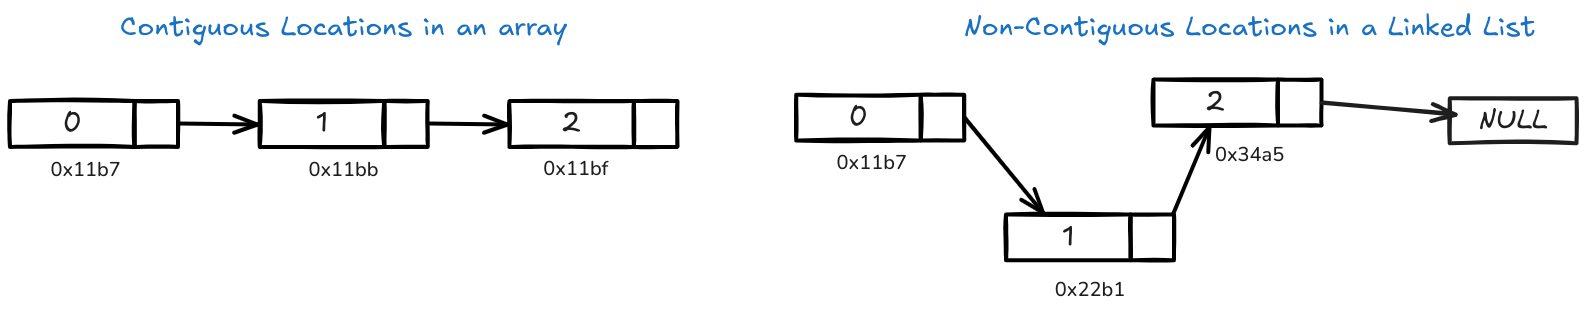 Contiguous Locations in an array
0
1
2
0x11b7
0x11bb
0x11bf
Non-Contiguous Locations in a Linked List
0
0x11b7
1
0x22b1
2
0x34a5
NULL